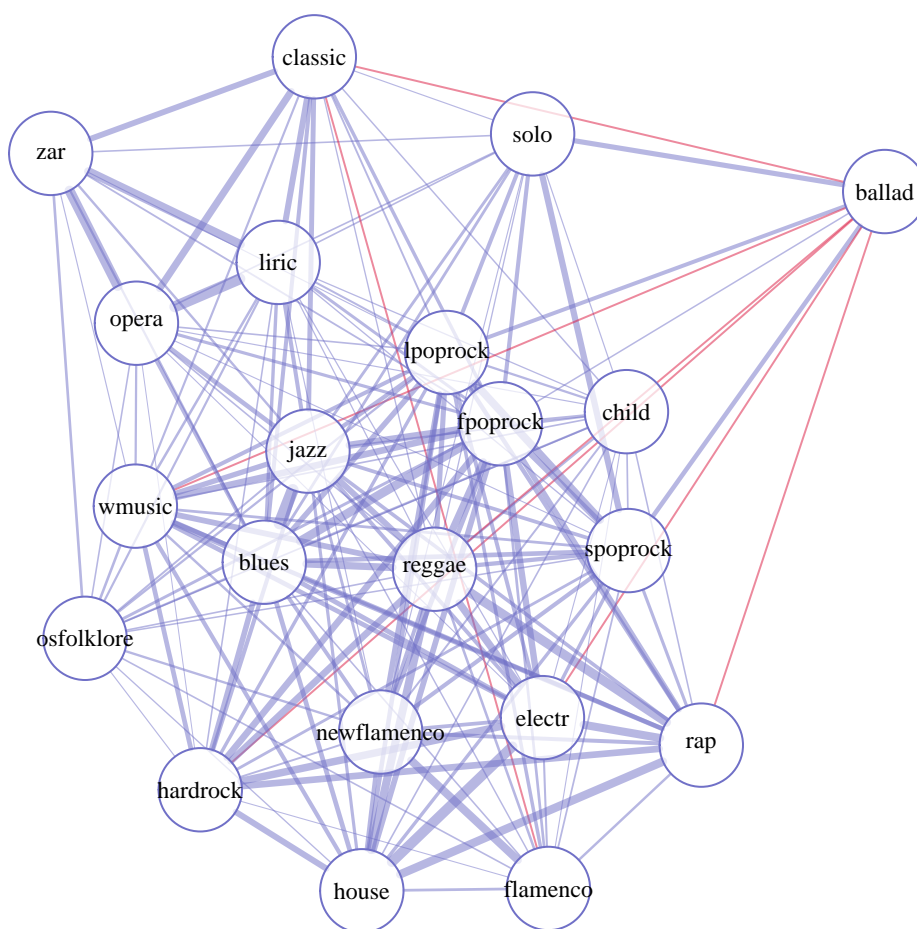 classic
solo
zar
ballad
liric
opera
lpoprock
child
fpoprock
jazz
wmusic
spoprock
blues
reggae
osfolklore
electr
newflamenco
rap
hardrock
house
flamenco